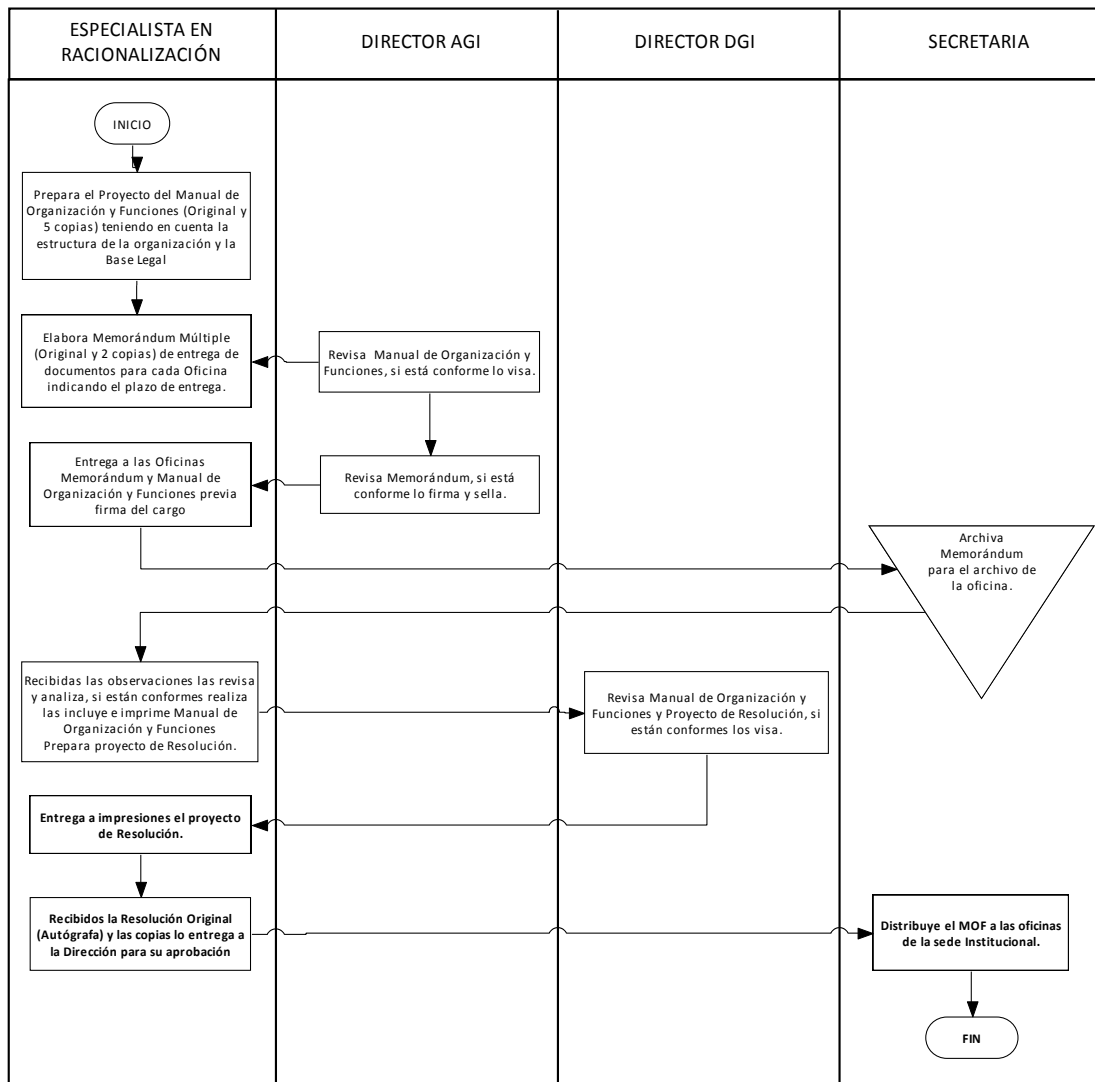 ESPECIALISTA EN
RACIONALIZACIÓN
DIRECTOR AGI
DIRECTOR DGI
SECRETARIA
INICIO
Prepara el Proyecto del Manual de
Organización y Funciones (Original y
5 copias) teniendo en cuenta la
estructura de la organización y la
Base Legal
Elabora Memorándum Múltiple
(Original y 2 copias) de entrega de
documentos para cada Oficina
indicando el plazo de entrega.
Revisa Manual de Organización y
Funciones, si está conforme lo visa.
Entrega a las Oficinas
Memorándum y Manual de
Organización y Funciones previa
firma del cargo
Revisa Memorándum, si está
conforme lo firma y sella.
Archiva
Memorándum
para el archivo de
la oficina.
Recibidas las observaciones las revisa
y analiza, si están conformes realiza
las incluye e imprime Manual de
Organización y Funciones
Prepara proyecto de Resolución.
Revisa Manual de Organización y
Funciones y Proyecto de Resolución, si
están conformes los visa.
Entrega a impresiones el proyecto
de Resolución.
Recibidos la Resolución Original
(Autógrafa) y las copias lo entrega a
la Dirección para su aprobación
Distribuye el MOF a las oficinas
de la sede Institucional.
FIN